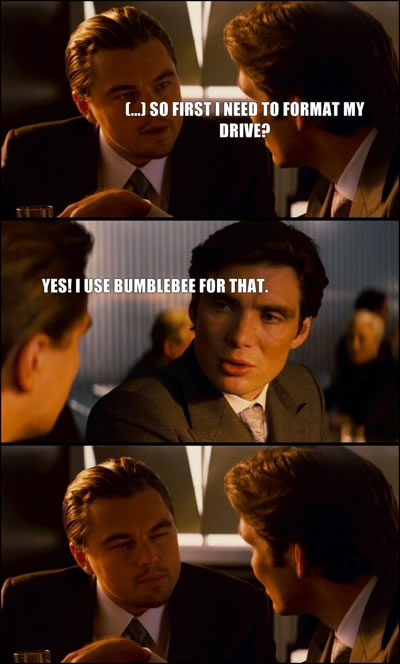 (...) SO FIRST I NEED TO FORMAT MY
DRIVE?
YES! I USE BUMBLEBEE FOR THAT.